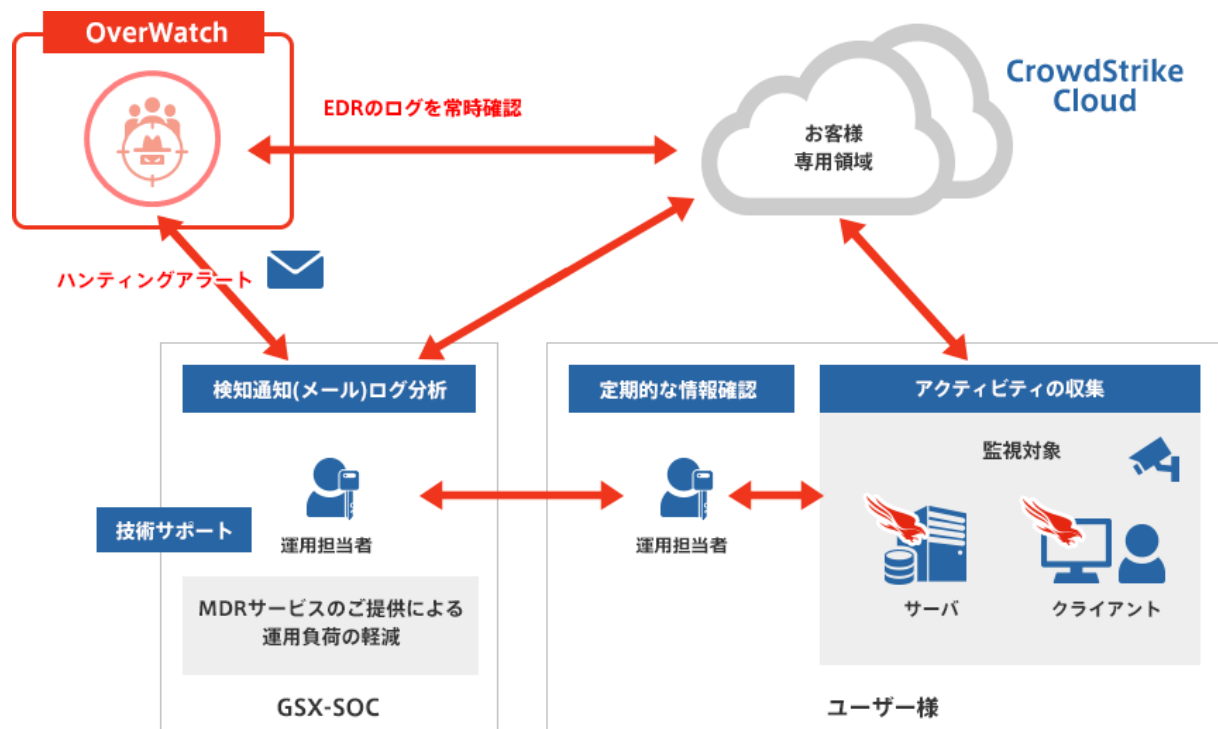 OverWatch
EDRのログを常時確認
CrowdStrike
Cloud
お客様
専用領域
ハンティングアラート
検知通知(メール)ログ分析
定期的な情報確認
アクティビティの収集
監視対象
技術サポート
運用担当者
運用担当者
サーバ
クライアント
MDRサービスのご提供による
運用負荷の軽減
GSX-SOC
ユーザー様